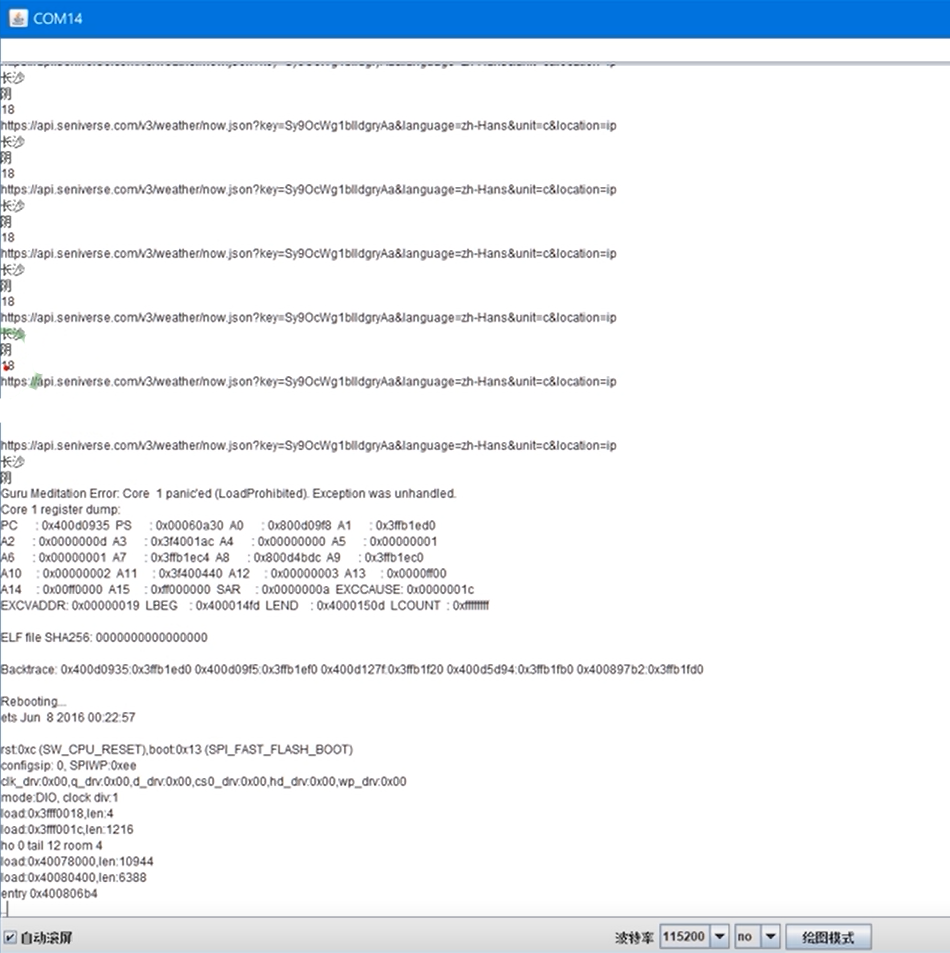 COM14
长沙
阴
18
https://api.seniverse.com/v3/weather/now.json?key=Sy9OcWg1blldgryAa&language=zh-Hans&unit=c&location=ip
长沙
阴
18
https://api.seniverse.com/v3/weather/now.json?key=Sy9OcWg1blldgryAa&language=zh-Hans&unit=c&location=ip
长沙
阴
18
https://api.seniverse.com/v3/weather/now.json?key=Sy9OcWg1blldgryAa&language=zh-Hans&unit=c&location=ip
长沙
阴
18
https://api.seniverse.com/v3/weather/now.json?key=Sy9OcWg1blldgryAa&language=zh-Hans&unit=c&location=ip
长沙
阴
18
https://api.seniverse.com/v3/weather/now.json?key=Sy9OcWg1blldgryAa&language=zh-Hans&unit=c&location=ip
https://api.seniverse.com/v3/weather/now.json?key=Sy9OcWg1blldgryAa&language=zh-Hans&unit=c&location=ip
长沙
阴
Guru Meditation Error: Core  1 panic'ed (LoadProhibited). Exception was unhandled.
Core 1 register dump:
PC      : 0x400d0935  PS      : 0x00060a30  A0      : 0x800d09f8  A1      : 0x3ffb1ed0
A2      : 0x0000000d  A3      : 0x3f4001ac  A4      : 0x00000000  A5      : 0x00000001
A6      : 0x00000001  A7      : 0x3ffb1ec4  A8      : 0x800d4bdc  A9      : 0x3ffb1ec0
A10     : 0x00000002  A11     : 0x3f400440  A12     : 0x00000003  A13     : 0x0000ff00
A14     : 0x00ff0000  A15     : 0xff000000  SAR     : 0x0000000a  EXCCAUSE: 0x0000001c
EXCVADDR: 0x00000019  LBEG    : 0x400014fd  LEND    : 0x4000150d  LCOUNT  : 0xffffffff
ELF file SHA256: 0000000000000000
Backtrace: 0x400d0935:0x3ffb1ed0 0x400d09f5:0x3ffb1ef0 0x400d127f:0x3ffb1f20 0x400d5d94:0x3ffb1fb0 0x400897b2:0x3ffb1fd0
Rebooting...
ets Jun  8 2016 00:22:57
rst:0xc (SW_CPU_RESET),boot:0x13 (SPI_FAST_FLASH_BOOT)
configsip: 0, SPIWP:0xee
clk_drv:0x00,q_drv:0x00,d_drv:0x00,cs0_drv:0x00,hd_drv:0x00,wp_drv:0x00
mode:DIO, clock div:1
load:0x3fff0018,len:4
load:0x3fff001c,len:1216
ho 0 tail 12 room 4
load:0x40078000,len:10944
load:0x40080400,len:6388
entry 0x400806b4
自动滚屏 波特率 115200 no 绘图模式